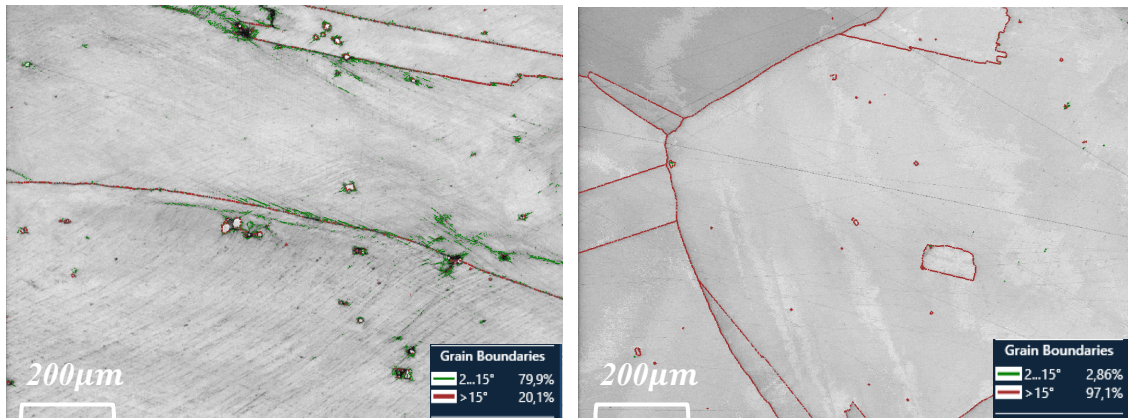 200μm
Grain Boundaries
2...15° 79,9%
>15° 20,1%
200μm
Grain Boundaries
2...15° 2,86%
>15° 97,1%